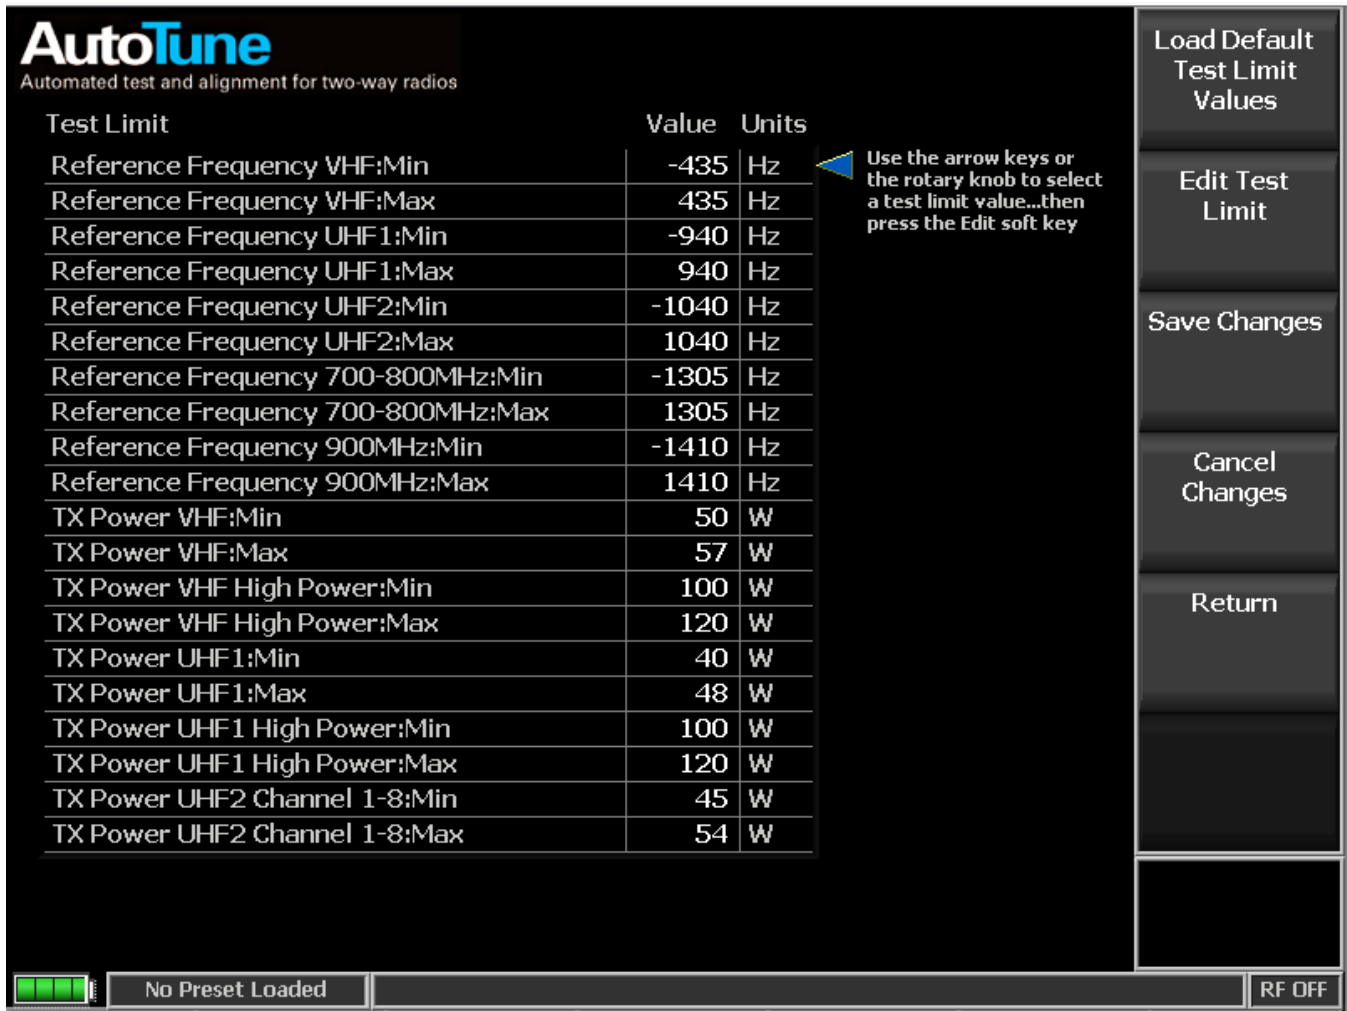 AutoTune
Automated test and alignment for two-way radios
Test Limit Value Units
Reference Frequency VHF:Min -435 Hz
Reference Frequency VHF:Max 435 Hz
Reference Frequency UHF1:Min -940 Hz
Reference Frequency UHF1:Max 940 Hz
Reference Frequency UHF2:Min -1040 Hz
Reference Frequency UHF2:Max 1040 Hz
Reference Frequency 700-800MHz:Min -1305 Hz
Reference Frequency 700-800MHz:Max 1305 Hz
Reference Frequency 900MHz:Min -1410 Hz
Reference Frequency 900MHz:Max 1410 Hz
TX Power VHF:Min 50 W
TX Power VHF:Max 57 W
TX Power VHF High Power:Min 100 W
TX Power VHF High Power:Max 120 W
TX Power UHF1:Min 40 W
TX Power UHF1:Max 48 W
TX Power UHF1 High Power:Min 100 W
TX Power UHF1 High Power:Max 120 W
TX Power UHF2 Channel 1-8:Min 45 W
TX Power UHF2 Channel 1-8:Max 54 W
Use the arrow keys or
the rotary knob to select
a test limit value...then
press the Edit soft key
Load Default
Test Limit
Values
Edit Test
Limit
Save Changes
Cancel
Changes
Return
No Preset Loaded
RF OFF